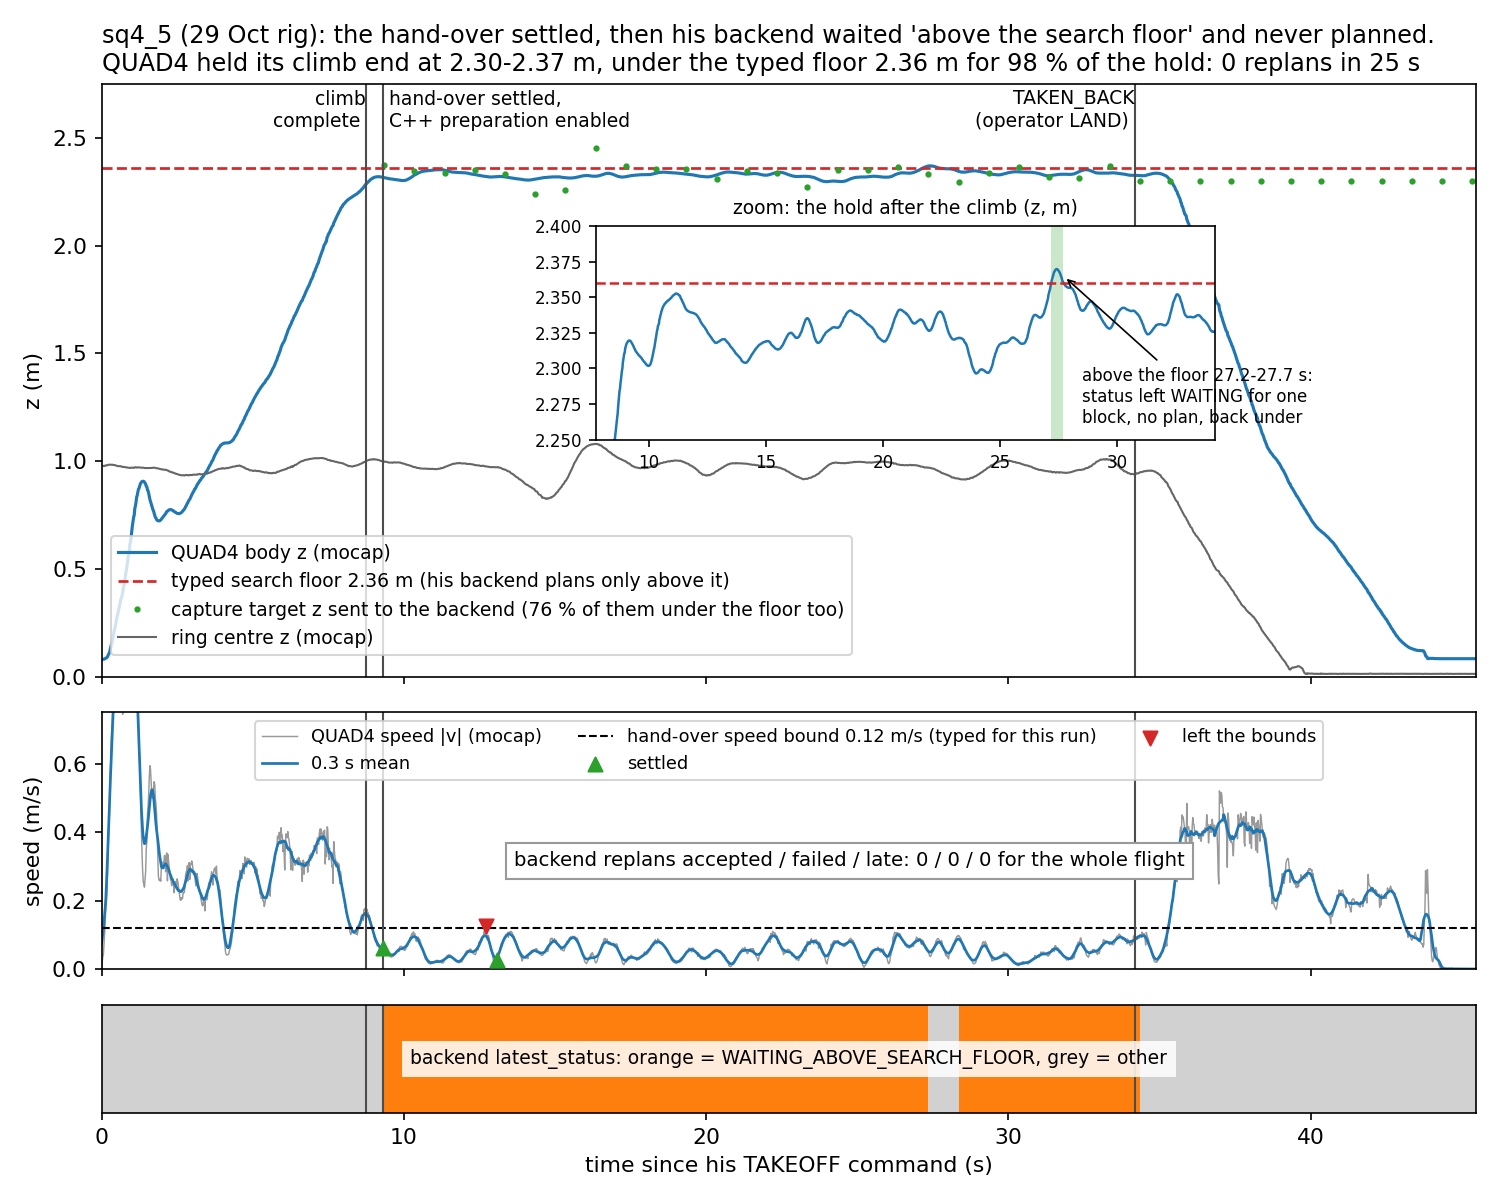 sq4_5 (29 Oct rig): the hand-over settled, then his backend waited 'above the search floor' and never planned.
QUAD4 held its climb end at 2.30-2.37 m, under the typed floor 2.36 m for 98 % of the hold: 0 replans in 25 s
climb
complete
hand-over settled,
C++ preparation enabled
TAKEN_BACK
(operator LAND)
z (m)
2.5
2.0
1.5
1.0
0.5
0.0
zoom: the hold after the climb (z, m)
2.400
2.375
2.350
2.325
2.300
2.275
2.250
10
15
20
25
30
above the floor 27.2-27.7 s:
status left WAITING for one
block, no plan, back under
QUAD4 body z (mocap)
typed search floor 2.36 m (his backend plans only above it)
capture target z sent to the backend (76 % of them under the floor too)
ring centre z (mocap)
speed (m/s)
0.6
0.4
0.2
0.0
QUAD4 speed |v| (mocap)
0.3 s mean
hand-over speed bound 0.12 m/s (typed for this run)
settled
left the bounds
backend replans accepted / failed / late: 0 / 0 / 0 for the whole flight
backend latest_status: orange = WAITING_ABOVE_SEARCH_FLOOR, grey = other
0
10
20
30
40
time since his TAKEOFF command (s)